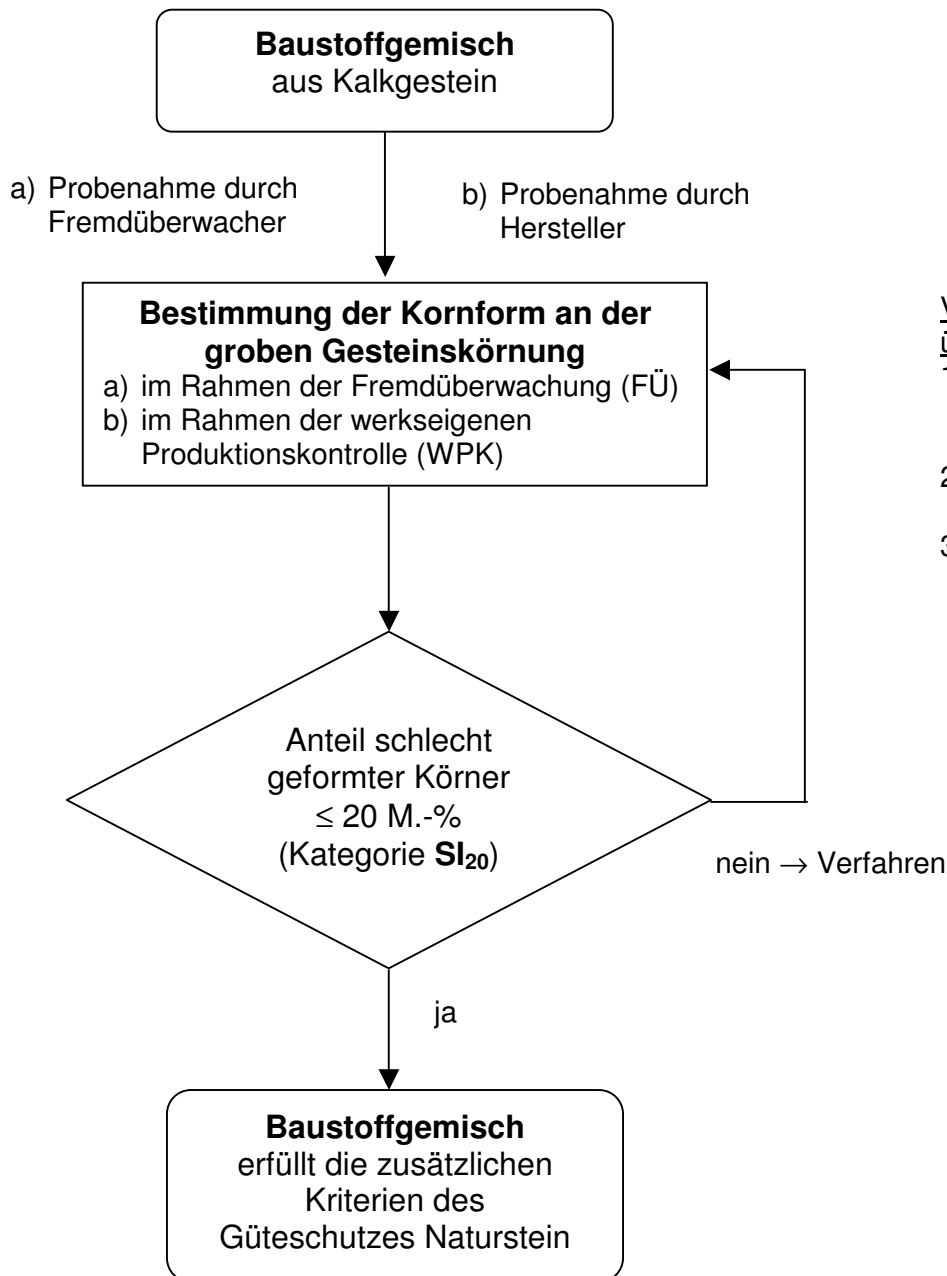 Baustoffgemisch
aus Kalkgestein
a) Probenahme durch
Fremdüberwacher
b) Probenahme durch
Hersteller
Bestimmung der Kornform an der
groben Gesteinskörnung
a) im Rahmen der Fremdüberwachung (FÜ)
b) im Rahmen der werkseigenen
Produktionskontrolle (WPK)
2
3
Anteil schlecht
geformter Körner
≤ 20 M.-%
(Kategorie SI₂₀)
nein → Verfahren
ja
Baustoffgemisch
erfüllt die zusätzlichen
Kriterien des
Güteschutzes Naturstein